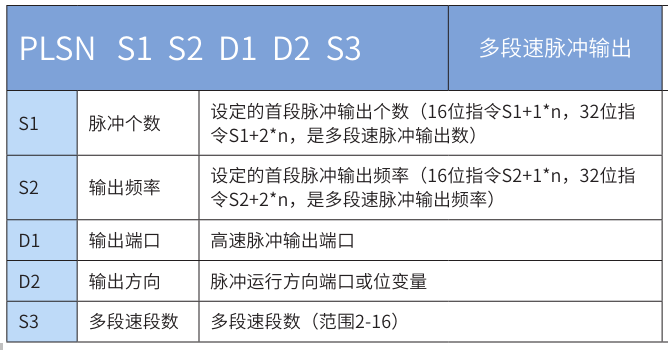 PLSN S1 S2 D1 D2 S3 多段速脉冲输出
S1 脉冲个数 设定的首段脉冲输出个数（16位指令S1+1*n，32位指
令S1+2*n，是多段速脉冲输出数）
S2 输出频率 设定的首段脉冲输出频率（16位指令S2+1*n，32位指
令S2+2*n，是多段速脉冲输出频率）
D1 输出端口 高速脉冲输出端口
D2 输出方向 脉冲运行方向端口或位变量
S3 多段速段数 多段速段数（范围2-16）